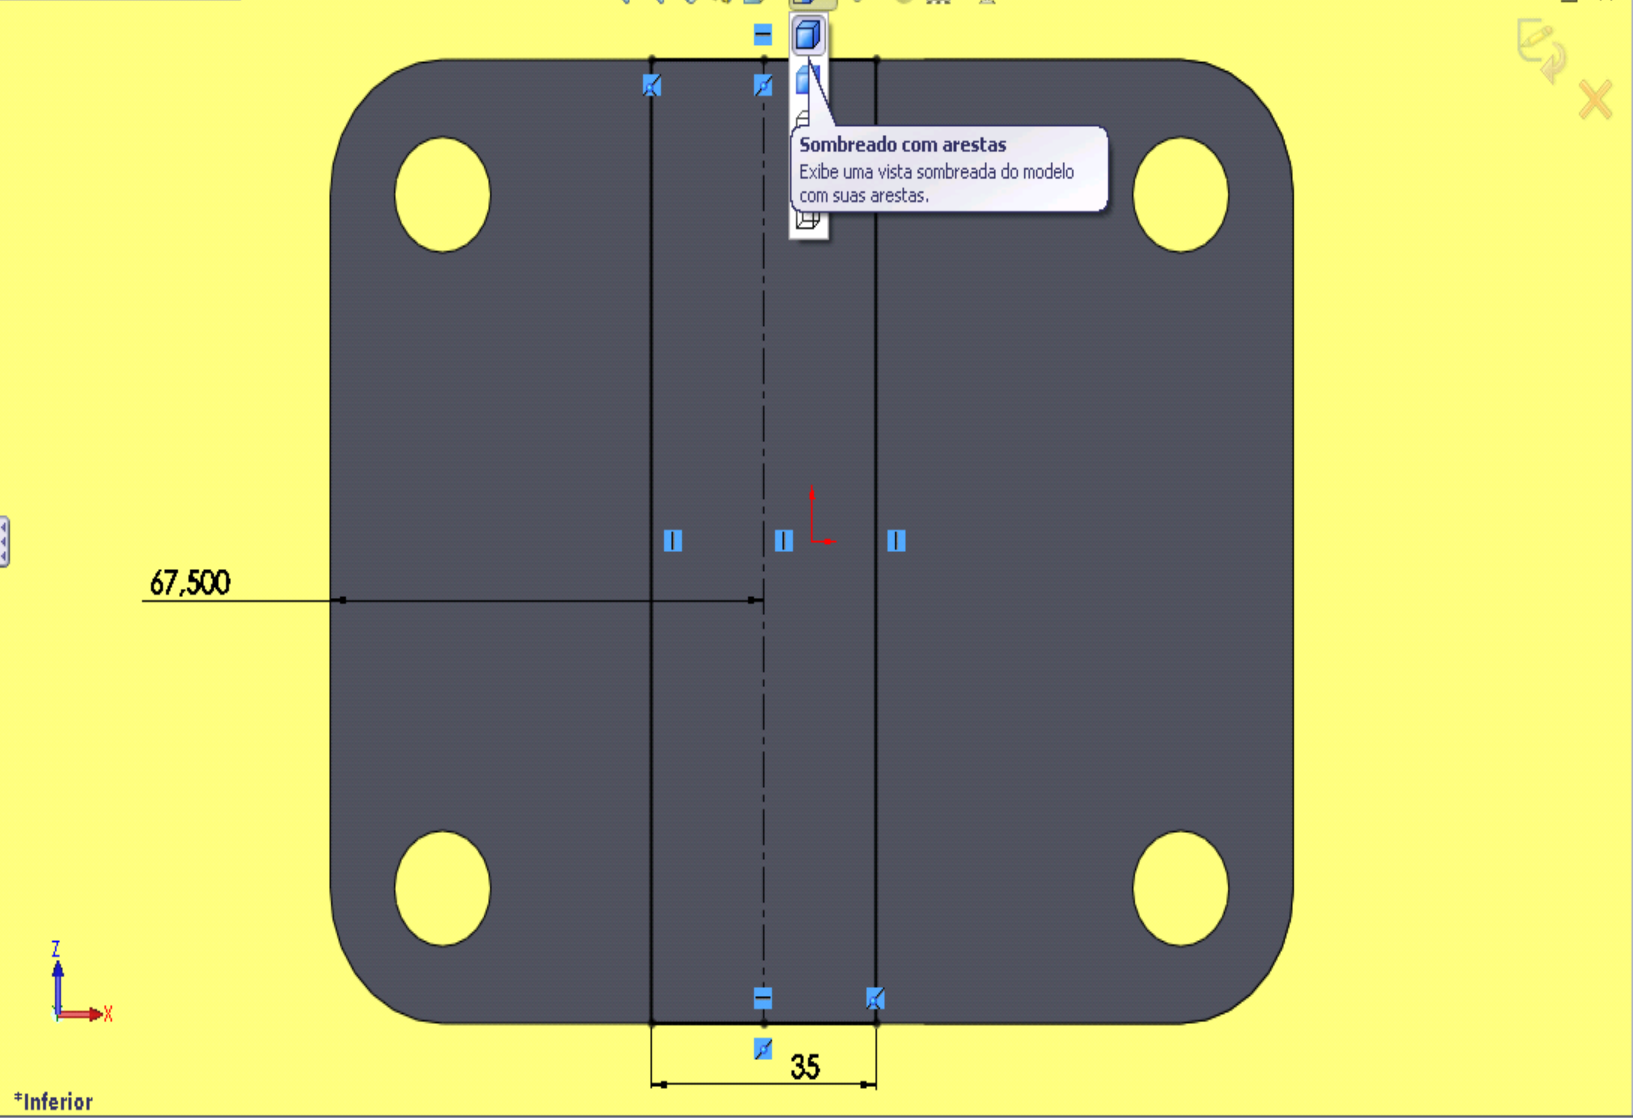 Sombreado com arestas
Exibe uma vista sombreada do modelo
com suas arestas.
67,500
Z
X
35
*Inferior